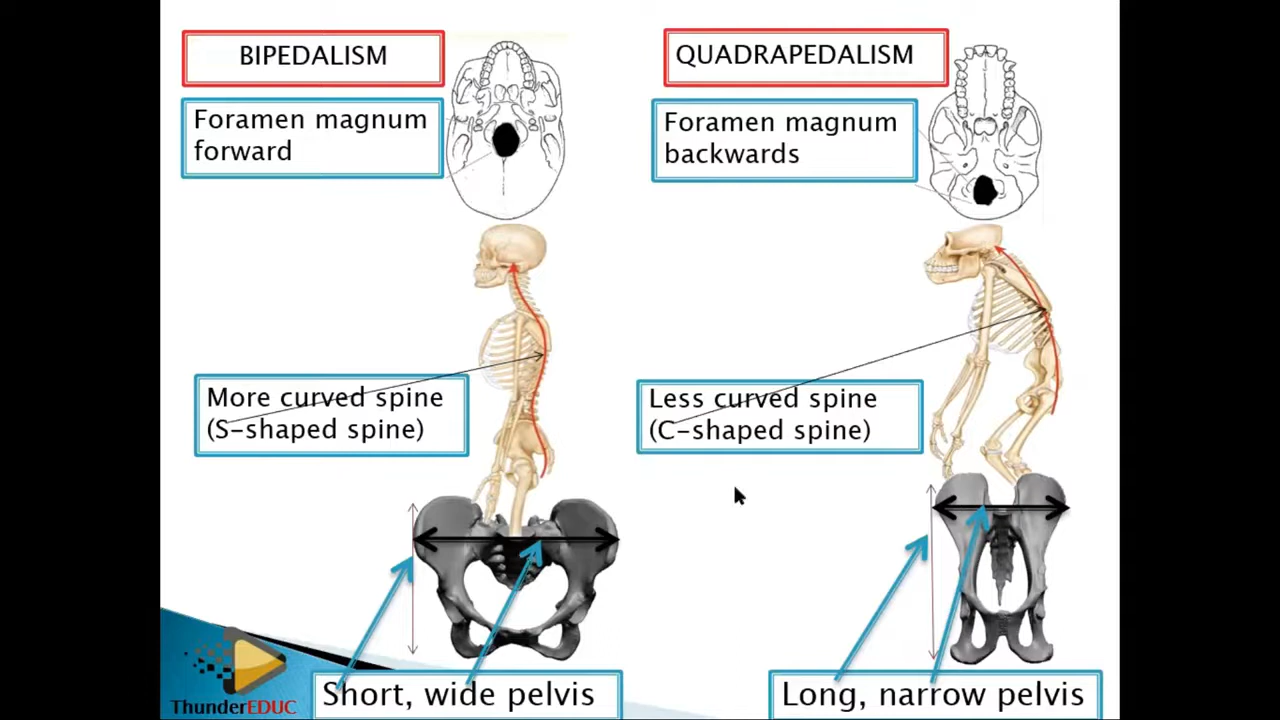 BIPEDALISM
Foramen magnum
forward
More curved spine
(S-shaped spine)
Short, wide pelvis
QUADRAPEDALISM
Foramen magnum
backwards
Less curved spine
(C-shaped spine)
Long, narrow pelvis
ThunderEDUC